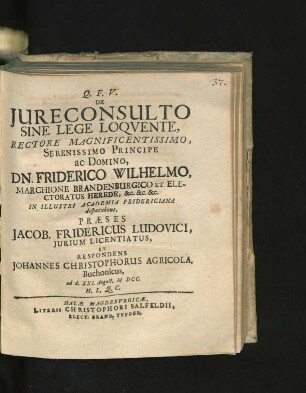 37.
Q. F. V.
DE
JURECONSULTO
SINE LEGE LOQVENTE,
RECTORE MAGNIFICENTISSIMO,
SERENISSIMO PRINCIPE
ac DOMINO,
DN. FRIDERICO WILHELMO,
MARCHIONE BRANDENBURGICO ET ELE-
CTORATUS HEREDE, &c. &c. &c.
IN ILLUSTRI ACADEMIA FRIDERICIANA
disputabunt,
PRÆSES
JACOB. FRIDERICUS LUDOVICI,
JURIUM LICENTIATUS,
ET
RESPONDENS
JOHANNES CHRISTOPHORUS AGRICOLA,
Buchonicus,
ad d. XXI. August. M DCC.
H. L. Q. C.
HALÆ MAGDEBURGICÆ,
LITERIS CHRISTOPHORI SALFELDII,
ELECT. BRAND. TYPOGR.